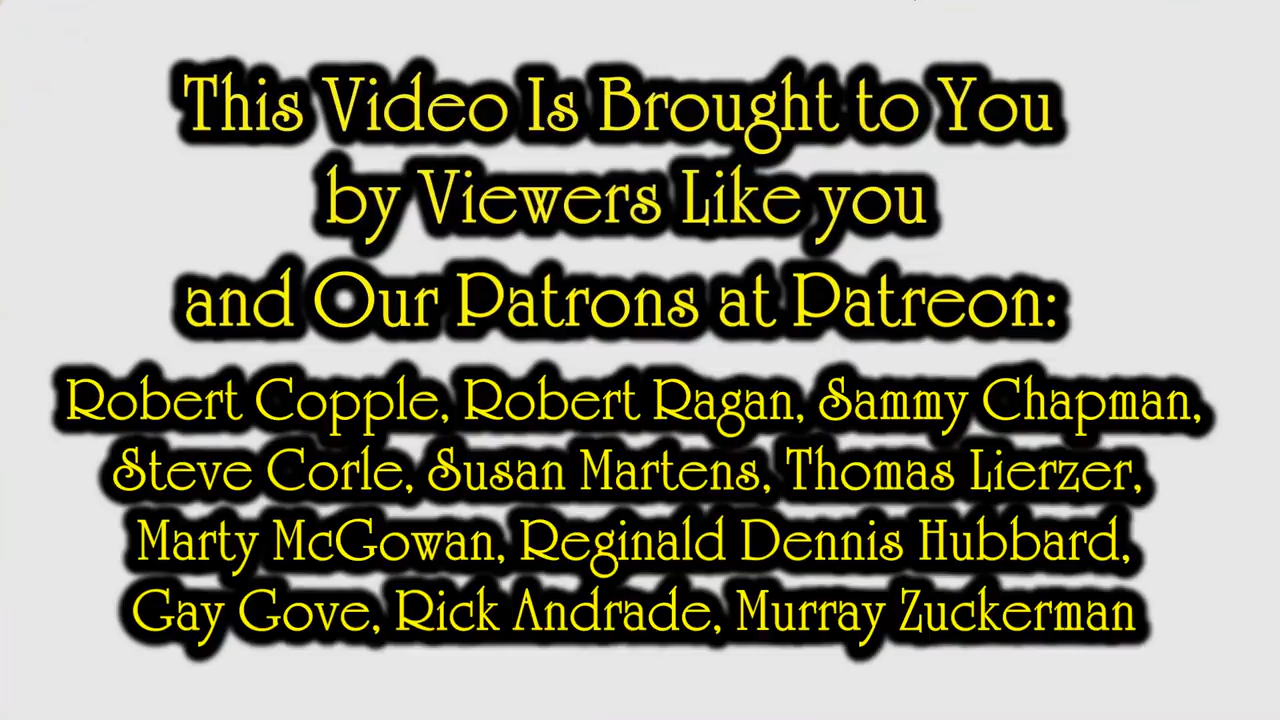 This Video Is Brought to You
by Viewers Like you
and Our Patrons at Patreon:
Robert Copple, Robert Ragan, Sammy Chapman,
Steve Corle, Susan Martens, Thomas Lierzer,
Marty McGowan, Reginald Dennis Hubbard,
Gay Gove, Rick Andrade, Murray Zuckerman